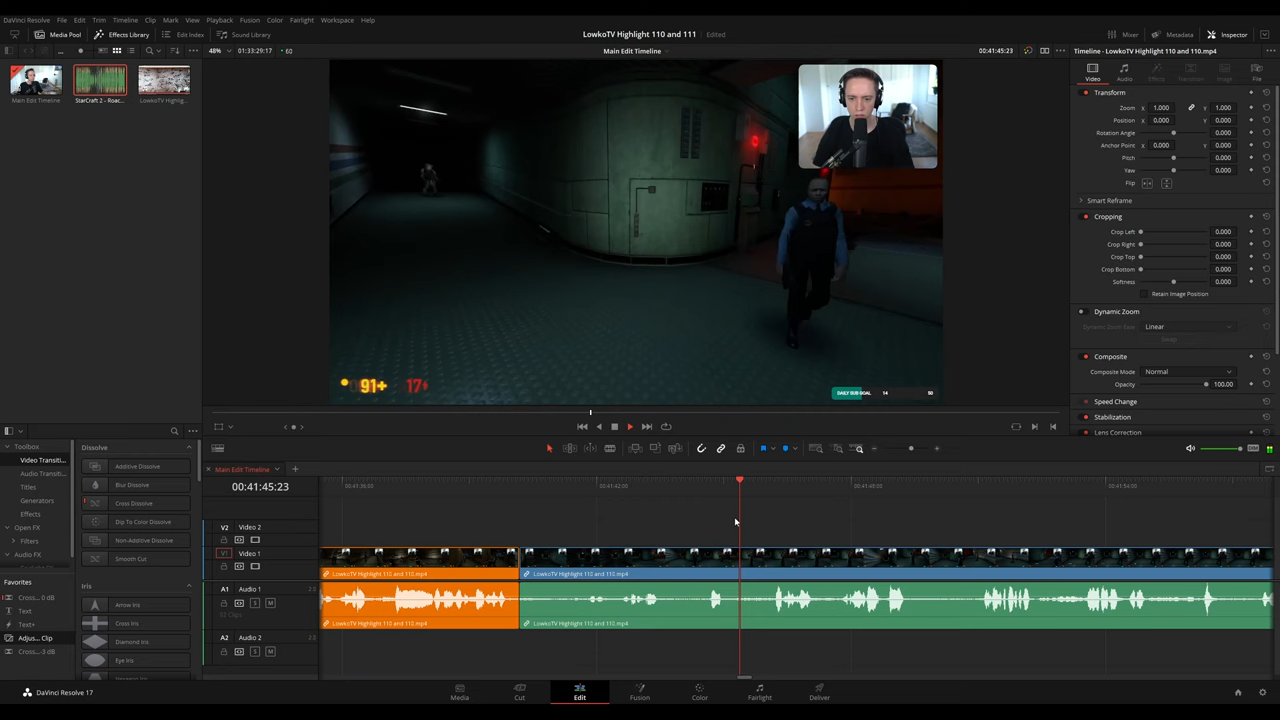 DaVinci Resolve File Edit Trim Timeline Clip Mark View Playback Fusion Color Fairlight Workspace Help
Media Pool Effects Library Edit Index Sound Library
LowkoTV Highlight 110 and 111 Edited
Mixer Metadata Inspector
48% 01:33:29:17 60
Main Edit Timeline
00:41:45:23
Timeline - LowkoTV Highlight 110 and 110.mp4
Main Edit Timeline
StarCraft 2 - Roac...
LowkoTV Highlig...
Video
Audio
Effects
Transition
Image
File
Transform
Zoom X 1.000 Y 1.000
Position X 0.000 Y 0.000
Rotation Angle 0.000
Anchor Point X 0.000 Y 0.000
Pitch 0.000
Yaw 0.000
Flip
Smart Reframe
Cropping
Crop Left 0.000
Crop Right 0.000
Crop Top 0.000
Crop Bottom 0.000
Softness 0.000
Retain Image Position
Dynamic Zoom
Dynamic Zoom Ease Linear
Swap
Composite
Composite Mode Normal
Opacity 100.00
Speed Change
Stabilization
Lens Correction
91+ 17+
DAILY SUB GOAL 14 50
Toolbox
Video Transiti...
Audio Transiti...
Titles
Generators
Effects
Open FX
Filters
Audio FX
Favorites
Cross... 0 dB
Text
Text+
Adjus... Clip
Cross...-3 dB
Dissolve
Additive Dissolve
Blur Dissolve
Cross Dissolve
Dip To Color Dissolve
Non-Additive Dissolve
Smooth Cut
Iris
Arrow Iris
Cross Iris
Diamond Iris
Eye Iris
Main Edit Timeline
00:41:45:23
00:41:42:00
00:41:54:00
V2 Video 2
V1 Video 1
LowkoTV Highlight 110 and 110.mp4 LowkoTV Highlight 110 and 110.mp4
A1 Audio 1 2.0
S M
LowkoTV Highlight 110 and 110.mp4 LowkoTV Highlight 110 and 110.mp4
A2 Audio 2 2.0
S M
DaVinci Resolve 17
Media Cut Edit Fusion Color Fairlight Deliver